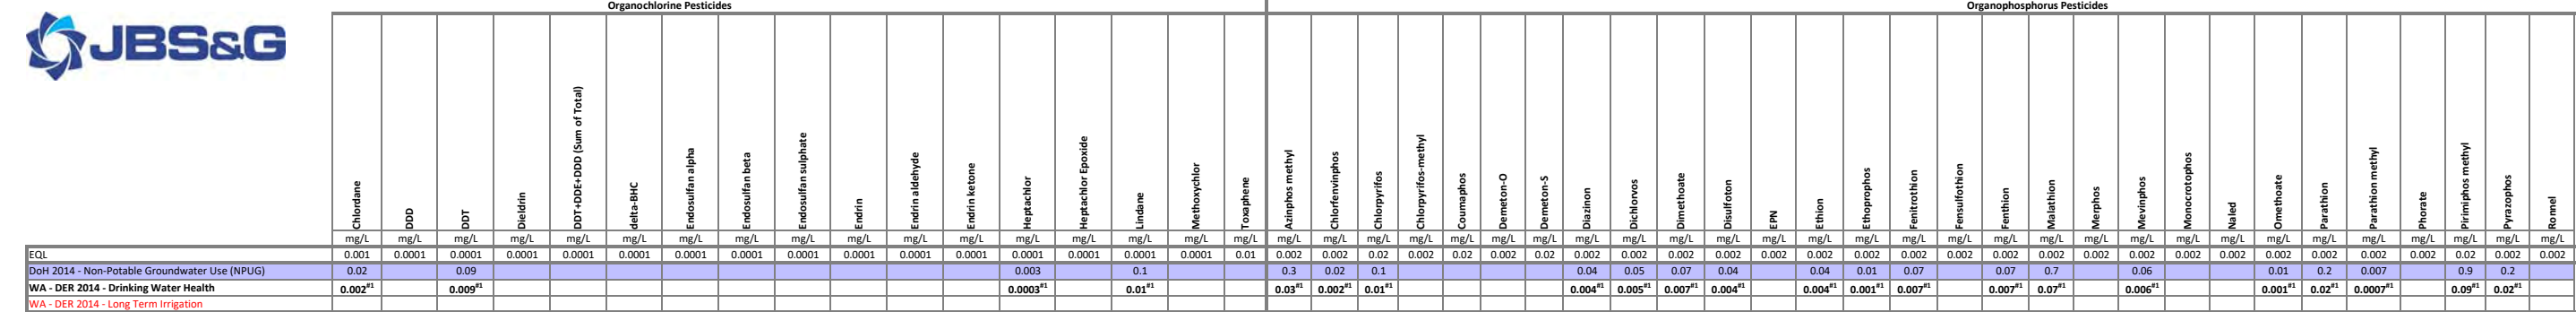 JBS&G
Organochlorine Pesticides Organophosphorus Pesticides
Chlordane
DDD
DDT
Dieldrin
DDT+DDE+DDD (Sum of Total)
delta-BHC
Endosulfan alpha
Endosulfan beta
Endosulfan sulphate
Endrin
Endrin aldehyde
Endrin ketone
Heptachlor
Heptachlor Epoxide
Lindane
Methoxychlor
Toxaphene
Azinphos methyl
Chlorfenvinphos
Chlorpyrifos
Chlorpyrifos-methyl
Coumaphos
Demeton-O
Demeton-S
Diazinon
Dichlorvos
Dimethoate
Disulfoton
EPN
Ethion
Ethoprophos
Fenitrothion
Fensulfothion
Fenthion
Malathion
Merphos
Mevinphos
Monocrotophos
Naled
Omethoate
Parathion
Parathion methyl
Phorate
Pirimiphos methyl
Pyrazophos
Ronnel
mg/L mg/L mg/L mg/L mg/L mg/L mg/L mg/L mg/L mg/L mg/L mg/L mg/L mg/L mg/L mg/L mg/L mg/L mg/L mg/L mg/L mg/L mg/L mg/L mg/L mg/L mg/L mg/L mg/L mg/L mg/L mg/L mg/L mg/L mg/L mg/L mg/L mg/L mg/L mg/L mg/L mg/L mg/L mg/L mg/L mg/L
EQL 0.001 0.0001 0.0001 0.0001 0.0001 0.0001 0.0001 0.0001 0.0001 0.0001 0.0001 0.0001 0.0001 0.0001 0.0001 0.0001 0.01 0.002 0.002 0.02 0.002 0.02 0.002 0.02 0.002 0.002 0.002 0.002 0.002 0.002 0.002 0.002 0.002 0.002 0.002 0.002 0.002 0.002 0.002 0.002 0.002 0.002 0.002 0.02 0.002 0.002
DoH 2014 - Non-Potable Groundwater Use (NPUG) 0.02 0.09 0.003 0.1 0.3 0.02 0.1 0.04 0.05 0.07 0.04 0.04 0.01 0.07 0.07 0.7 0.06 0.01 0.2 0.007 0.9 0.2
WA - DER 2014 - Drinking Water Health 0.002#1 0.009#1 0.0003#1 0.01#1 0.03#1 0.002#1 0.01#1 0.004#1 0.005#1 0.007#1 0.004#1 0.004#1 0.001#1 0.007#1 0.007#1 0.07#1 0.006#1 0.001#1 0.02#1 0.0007#1 0.09#1 0.02#1
WA - DER 2014 - Long Term Irrigation